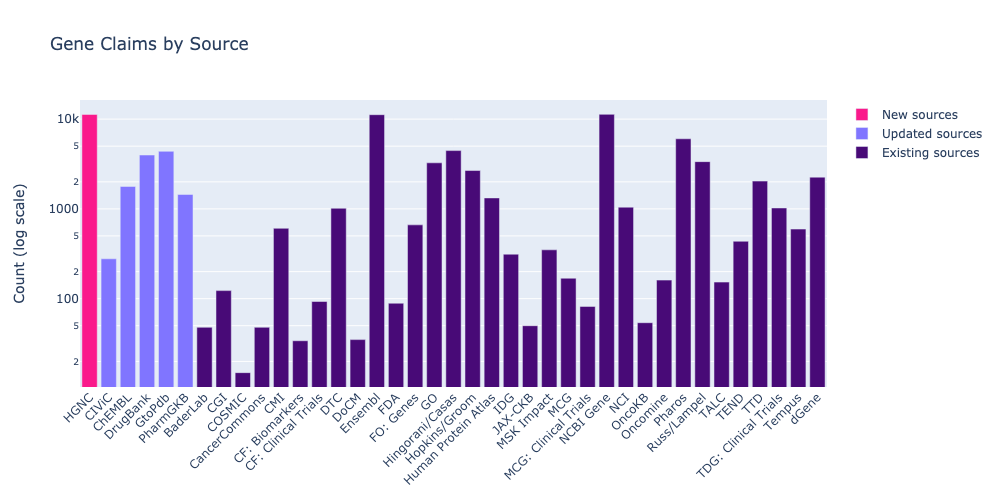 Gene Claims by Source
New sources
Updated sources
Existing sources
Count (log scale)
10k
5
2
1000
5
2
100
5
2
HGNC
CIViC
ChEMBL
DrugBank
GtoPdb
PharmGKB
BaderLab
CGI
COSMIC
CancerCommons
CMI
CF: Biomarkers
CF: Clinical Trials
DTC
DoCM
Ensembl
FDA
FO: Genes
GO
Hingorani/Casas
Hopkins/Groom
Human Protein Atlas
IDG
JAX-CKB
MSK Impact
MCG
MCG: Clinical Trials
NCBI Gene
NCI
OncoKB
Oncomine
Pharos
Russ/Lampel
TALC
TEND
TTD
TDG: Clinical Trials
Tempus
dGene